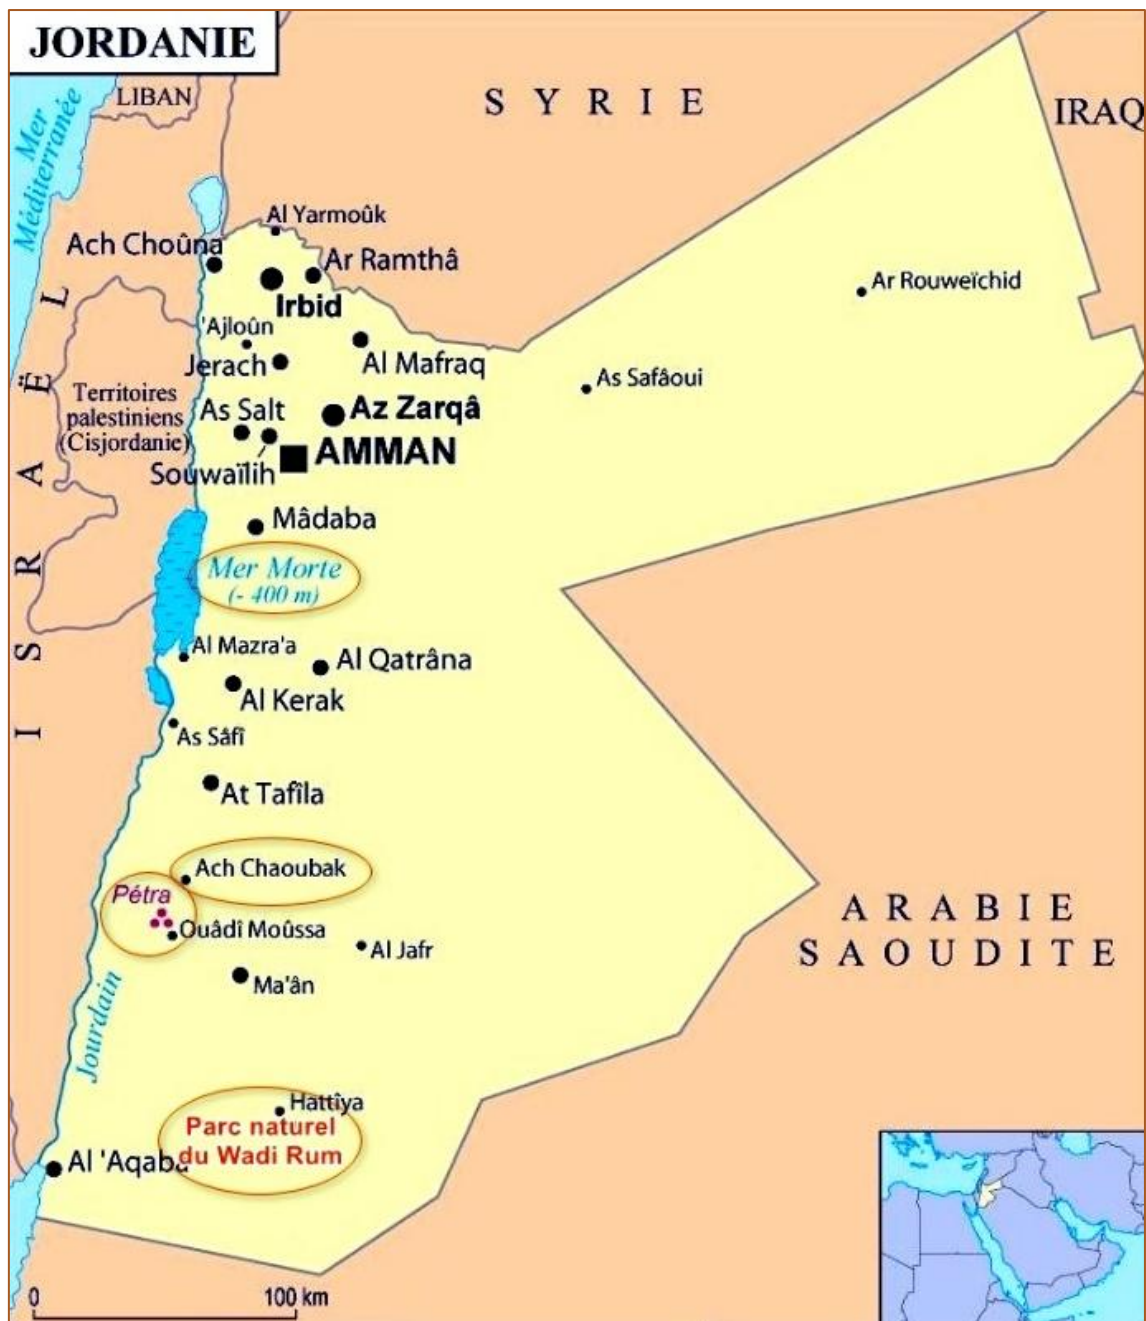 JORDANIE
LIBAN
SYRIE
IRAQ
Mer
Méditerranée
Al Yarmoûk
Ach Choûna
Ar Ramthâ
Ar Rouweïchid
Irbid
'Ajloûn
Jerach
Al Mafraq
As Safâoui
ISRAËL
Territoires
palestiniens
(Cisjordanie)
As Salt
Az Zarqâ
AMMAN
Souwaïlih
Mâdaba
Mer Morte
(- 400 m)
Al Mazra'a
Al Qatrâna
Al Kerak
As Sâfî
At Tafîla
Ach Chaoubak
Pétra
Ouâdî Moûssa
Al Jafr
Ma'ân
ARABIE
SAOUDITE
Jourdain
Hattîya
Parc naturel
du Wadi Rum
Al 'Aqaba
0 100 km